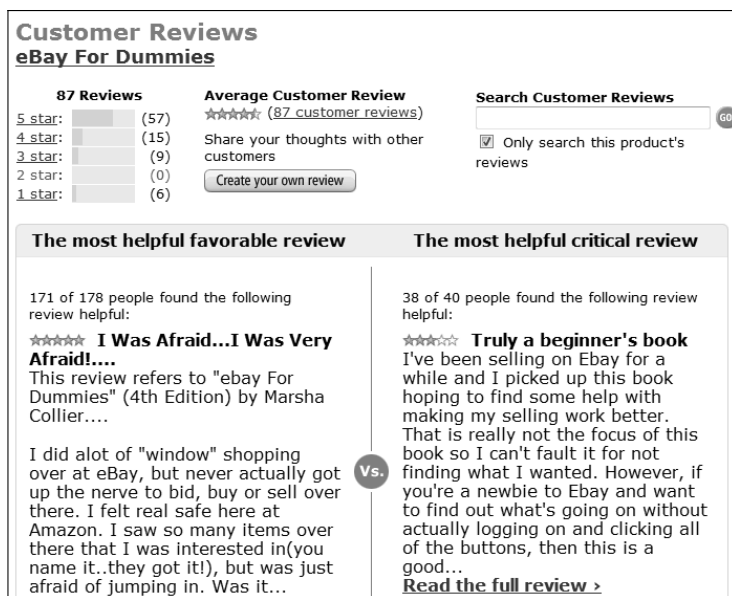 Customer Reviews
eBay For Dummies
87 Reviews
5 star: (57)
4 star: (15)
3 star: (9)
2 star: (0)
1 star: (6)
Average Customer Review
(87 customer reviews)
Share your thoughts with other
customers
Create your own review
Search Customer Reviews
GO
Only search this product's
reviews
The most helpful favorable review
171 of 178 people found the following
review helpful:
I Was Afraid...I Was Very
Afraid!....
This review refers to "ebay For
Dummies" (4th Edition) by Marsha
Collier....
I did alot of "window" shopping
over at eBay, but never actually got
up the nerve to bid, buy or sell over
there. I felt real safe here at
Amazon. I saw so many items over
there that I was interested in(you
name it..they got it!), but was just
afraid of jumping in. Was it...
Vs.
The most helpful critical review
38 of 40 people found the following review
helpful:
Truly a beginner's book
I've been selling on Ebay for a
while and I picked up this book
hoping to find some help with
making my selling work better.
That is really not the focus of this
book so I can't fault it for not
finding what I wanted. However, if
you're a newbie to Ebay and want
to find out what's going on without
actually logging on and clicking all
of the buttons, then this is a
good...
Read the full review ›